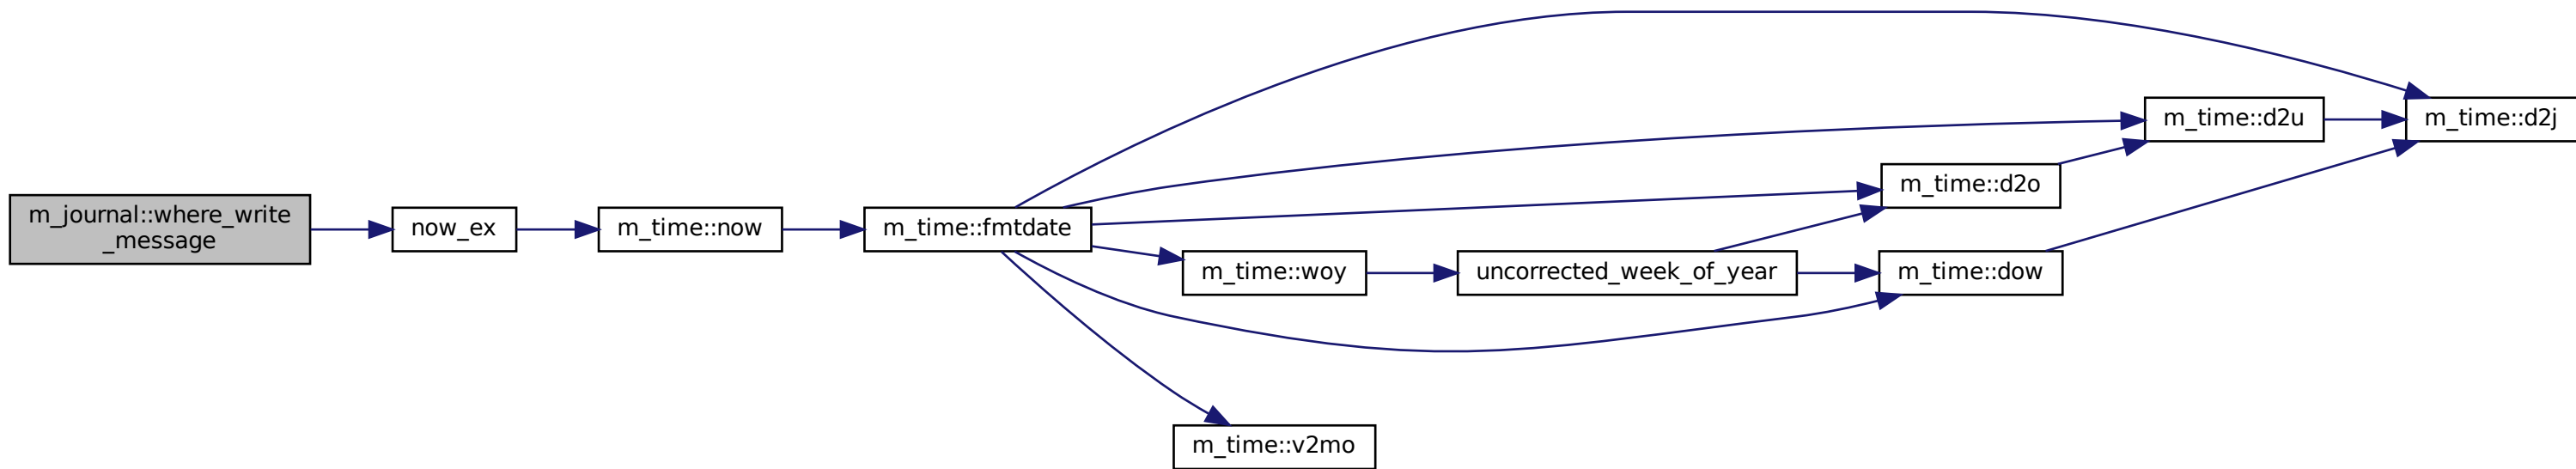 m_journal::where_write
_message
now_ex
m_time::now
m_time::fmtdate
m_time::d2j
m_time::d2u
m_time::d2o
m_time::woy
uncorrected_week_of_year
m_time::dow
m_time::v2mo